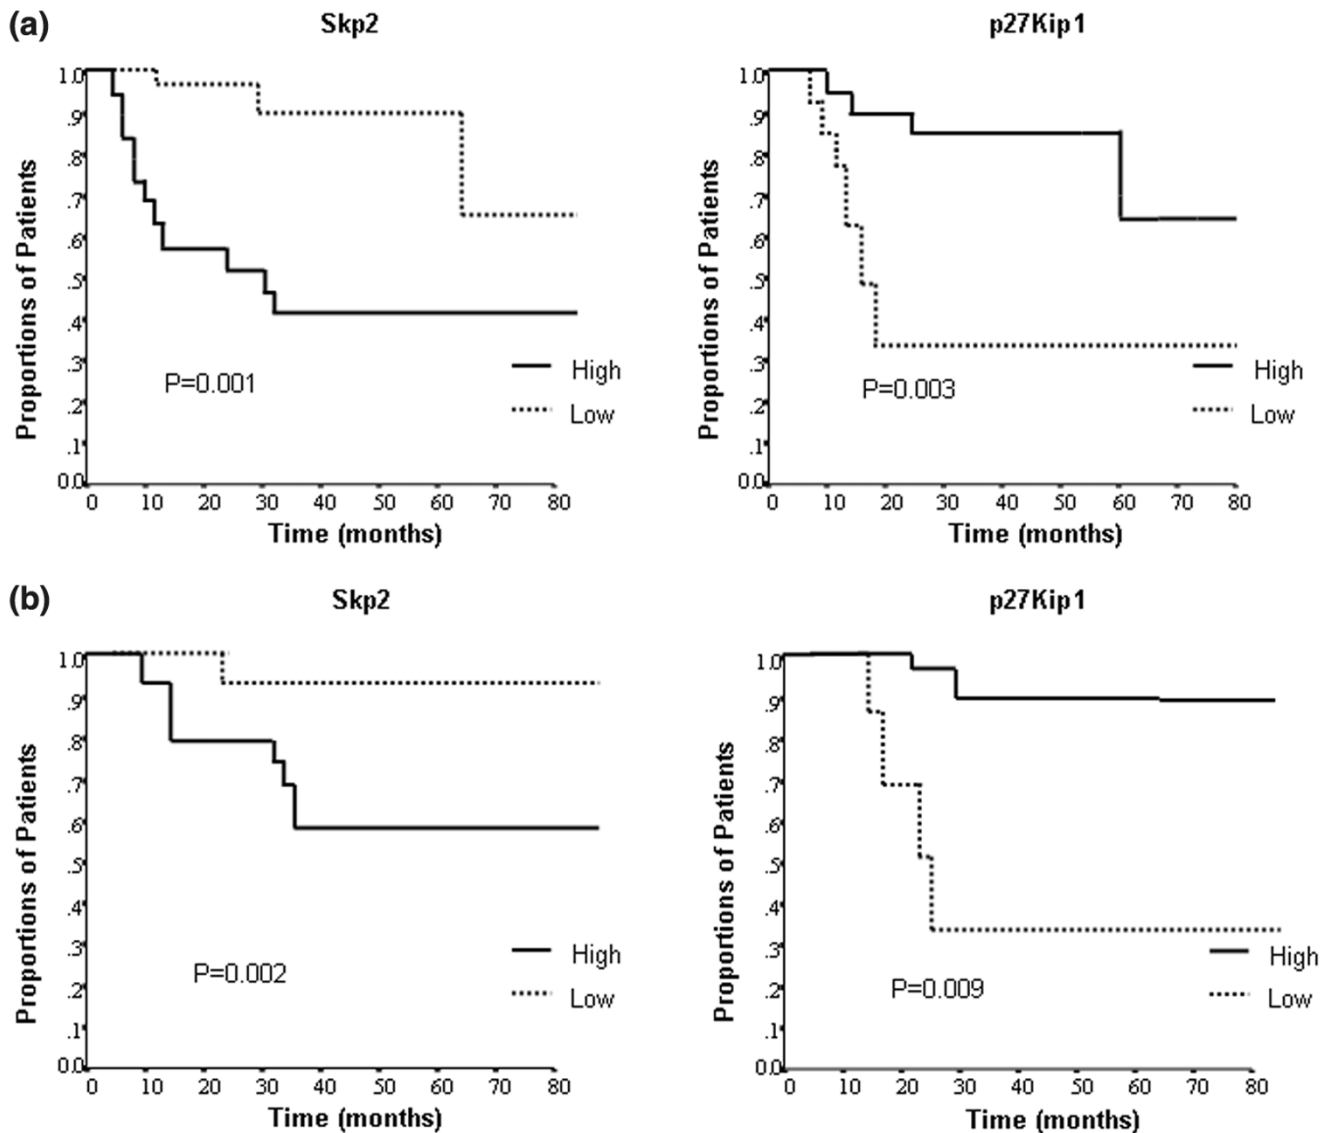 (a)
Skp2
Proportions of Patients
1.0
.9
.8
.7
.6
.5
.4
.3
.2
.1
0.0
P=0.001
High
Low
0 10 20 30 40 50 60 70 80
Time (months)
p27Kip1
Proportions of Patients
1.0
.9
.8
.7
.6
.5
.4
.3
.2
.1
0.0
P=0.003
High
Low
0 10 20 30 40 50 60 70 80
Time (months)
(b)
Skp2
Proportions of Patients
1.0
.9
.8
.7
.6
.5
.4
.3
.2
.1
0.0
P=0.002
High
Low
0 10 20 30 40 50 60 70 80
Time (months)
p27Kip1
Proportions of Patients
1.0
.9
.8
.7
.6
.5
.4
.3
.2
.1
0.0
P=0.009
High
Low
0 10 20 30 40 50 60 70 80
Time (months)